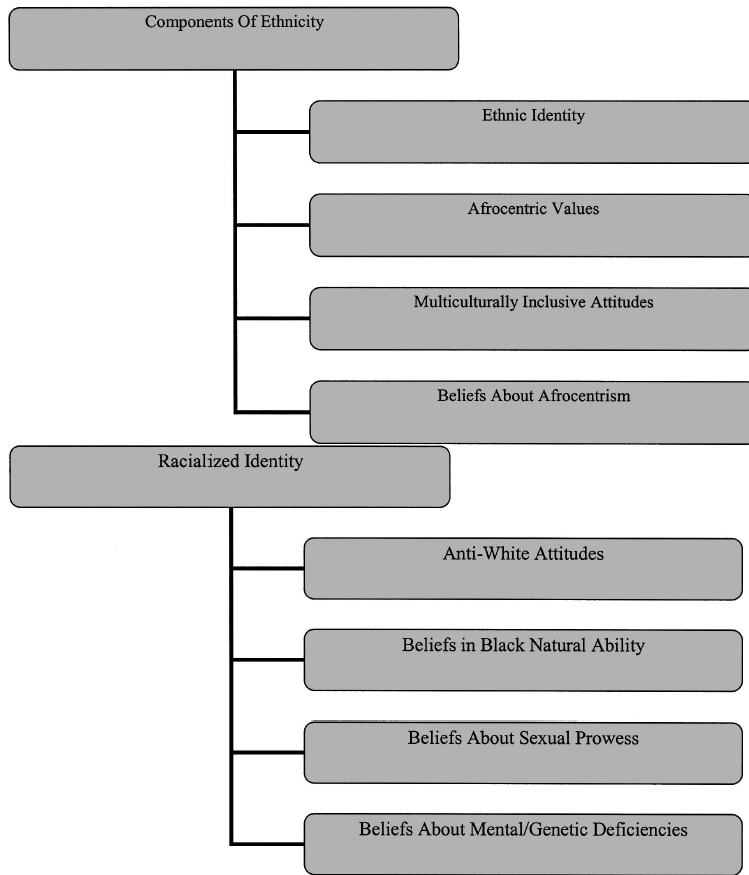 Components Of Ethnicity
Ethnic Identity
Afrocentric Values
Multiculturally Inclusive Attitudes
Beliefs About Afrocentrism
Racialized Identity
Anti-White Attitudes
Beliefs in Black Natural Ability
Beliefs About Sexual Prowess
Beliefs About Mental/Genetic Deficiencies